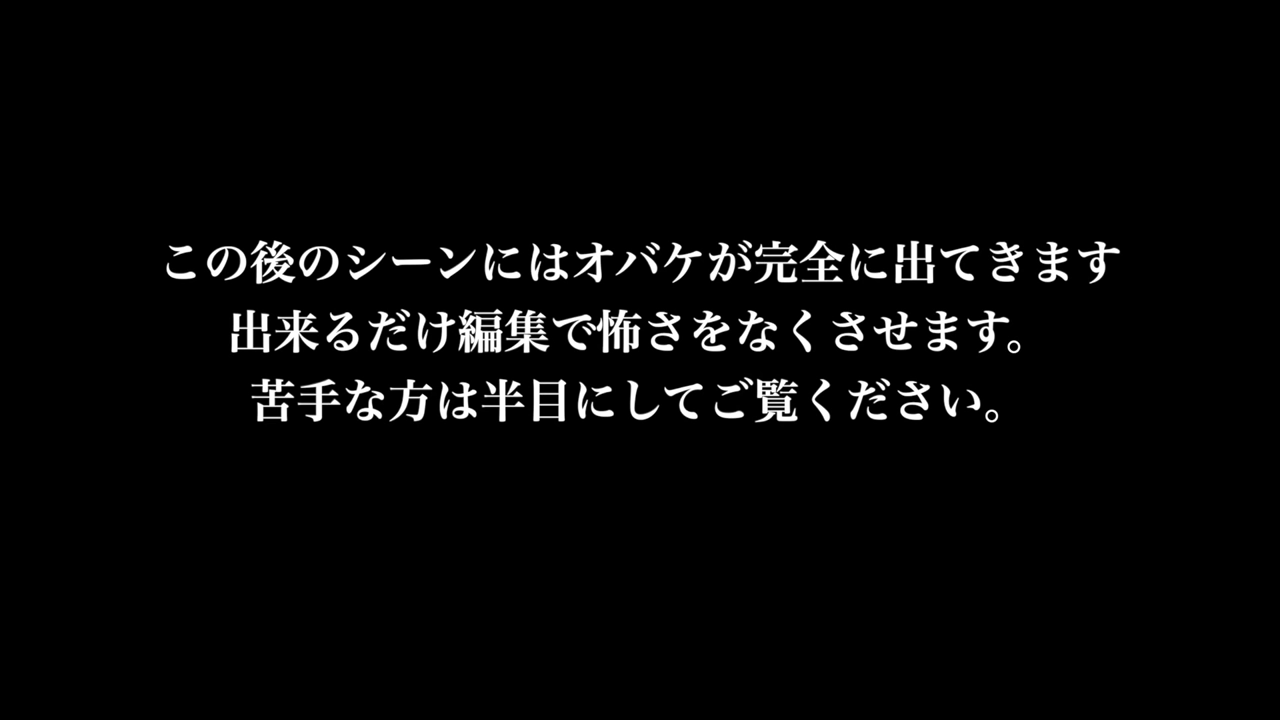 この後のシーンにはオバケが完全に出てきます
出来るだけ編集で怖さをなくさせます。
苦手な方は半目にしてご覧ください。